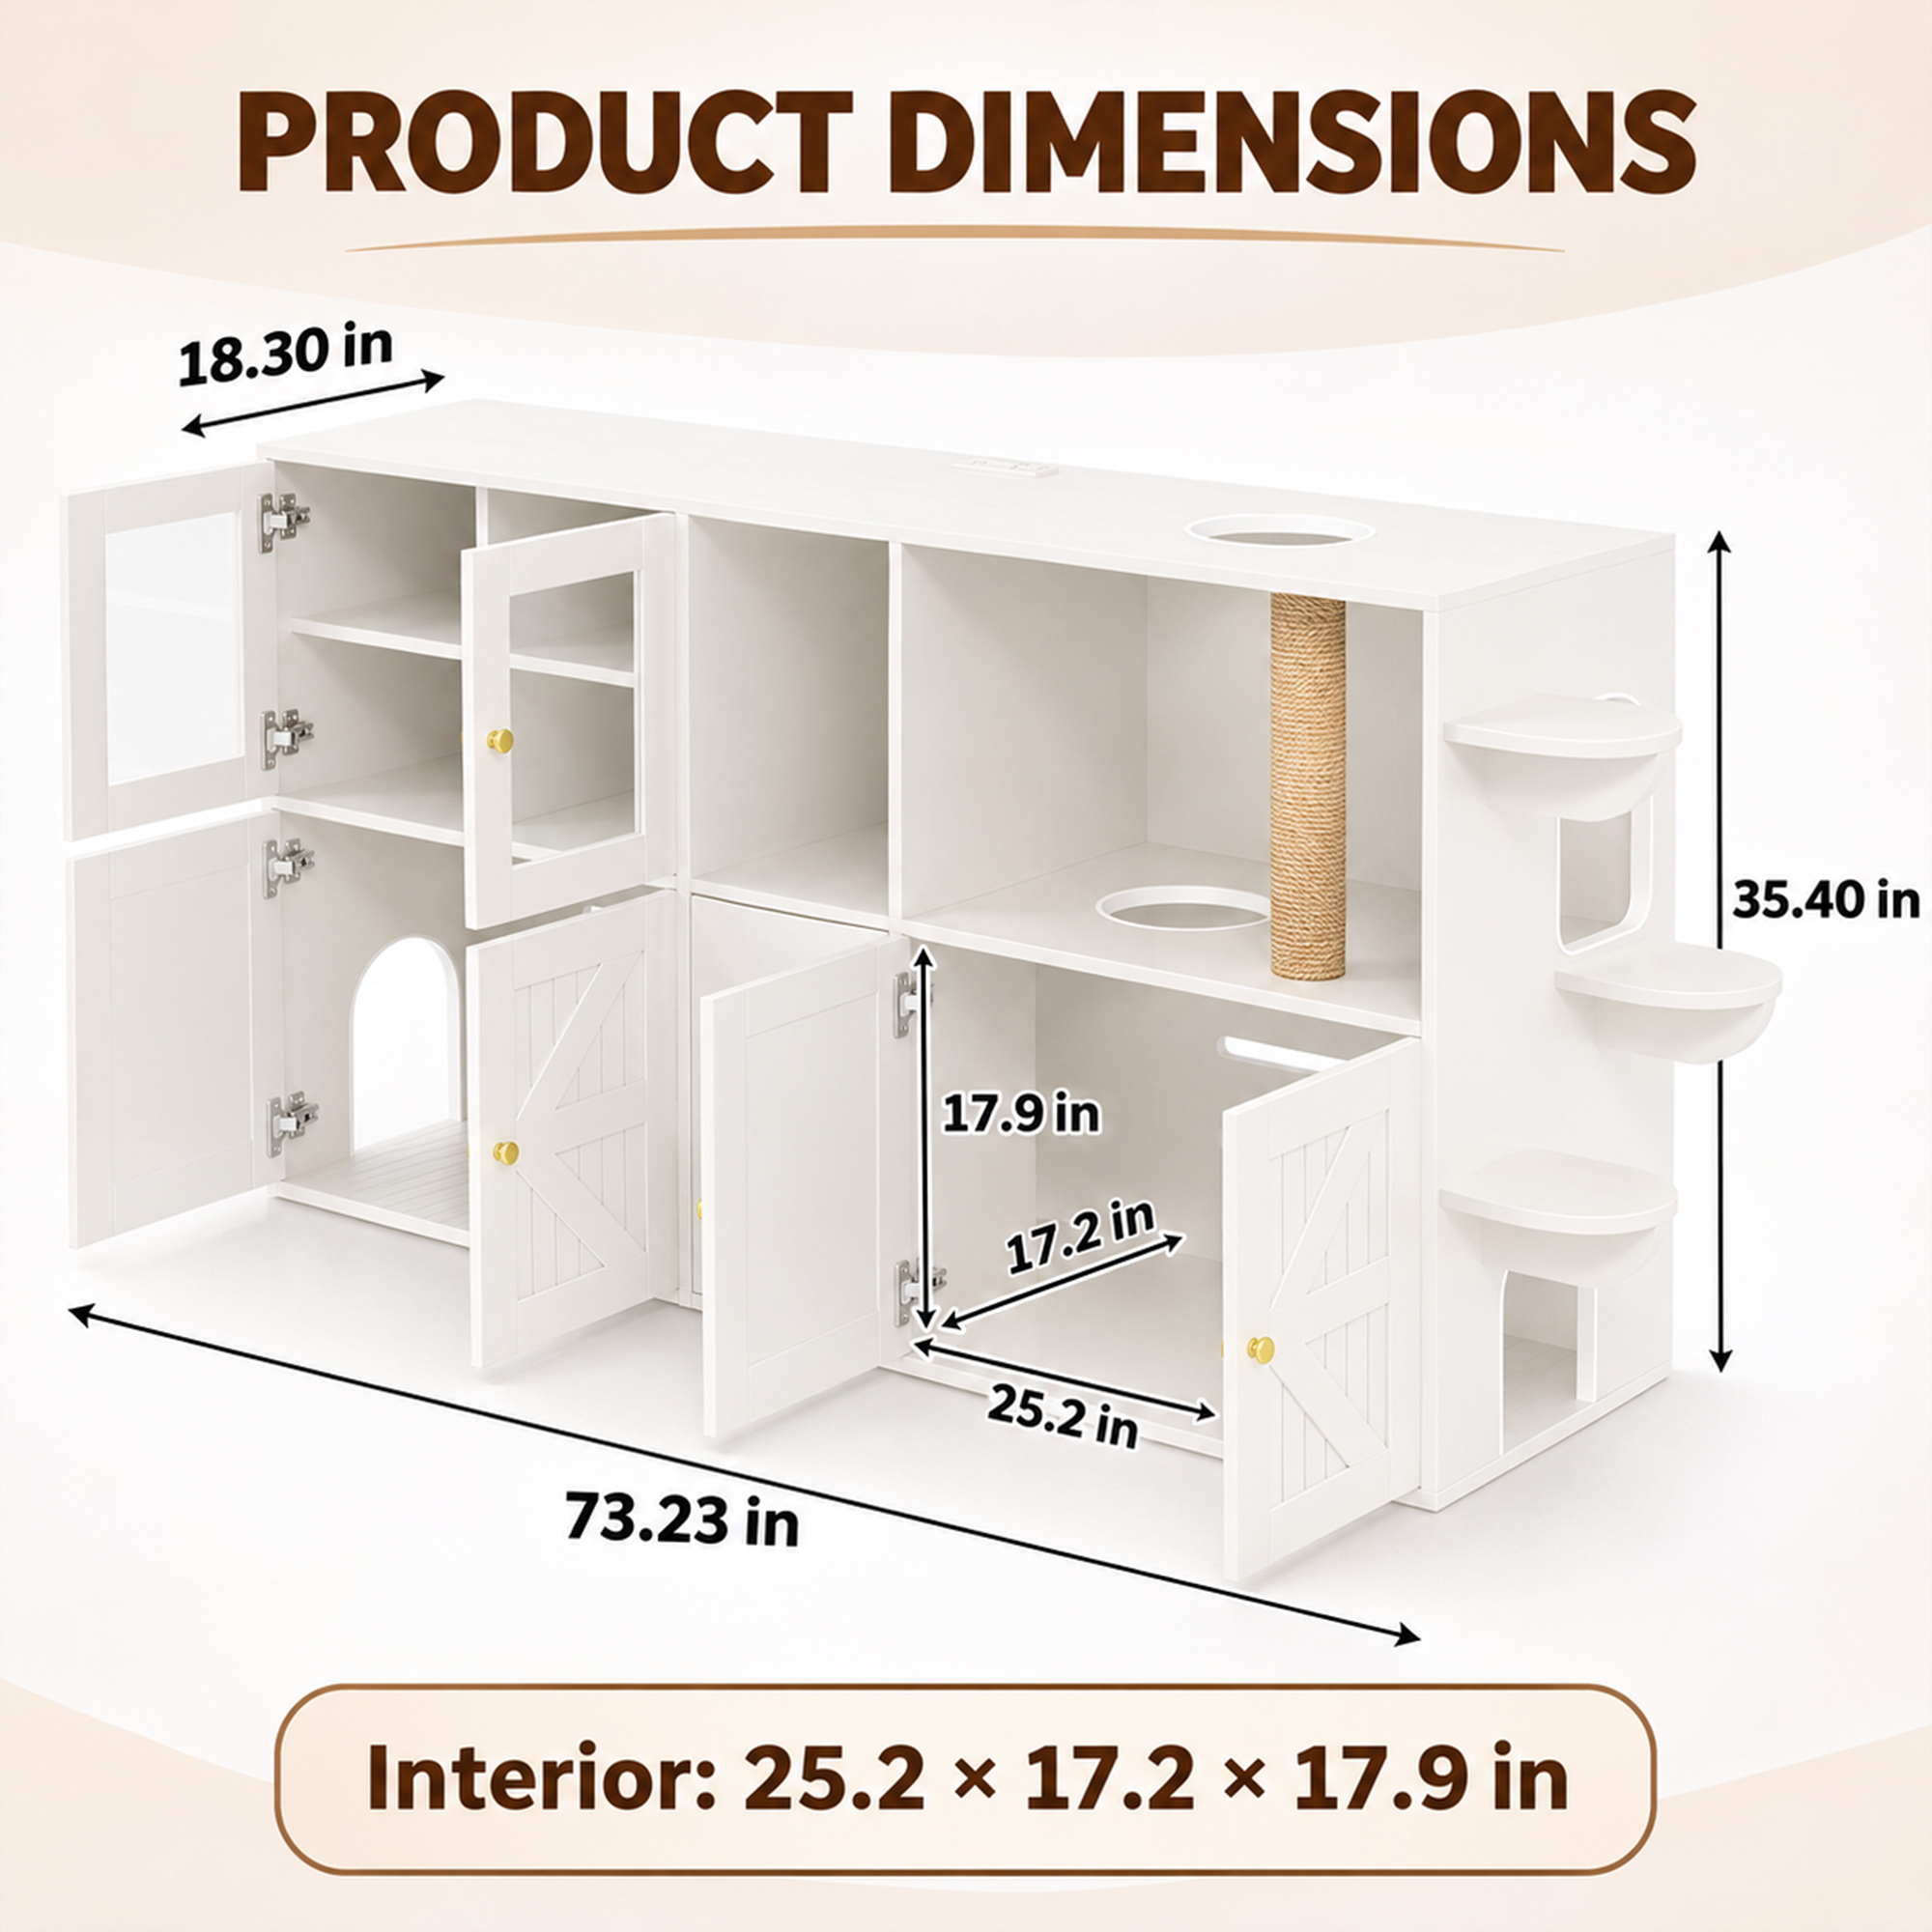 PRODUCT DIMENSIONS
18.30 in
35.40 in
17.9 in
17.2 in
25.2 in
73.23 in
Interior: 25.2 × 17.2 × 17.9 in